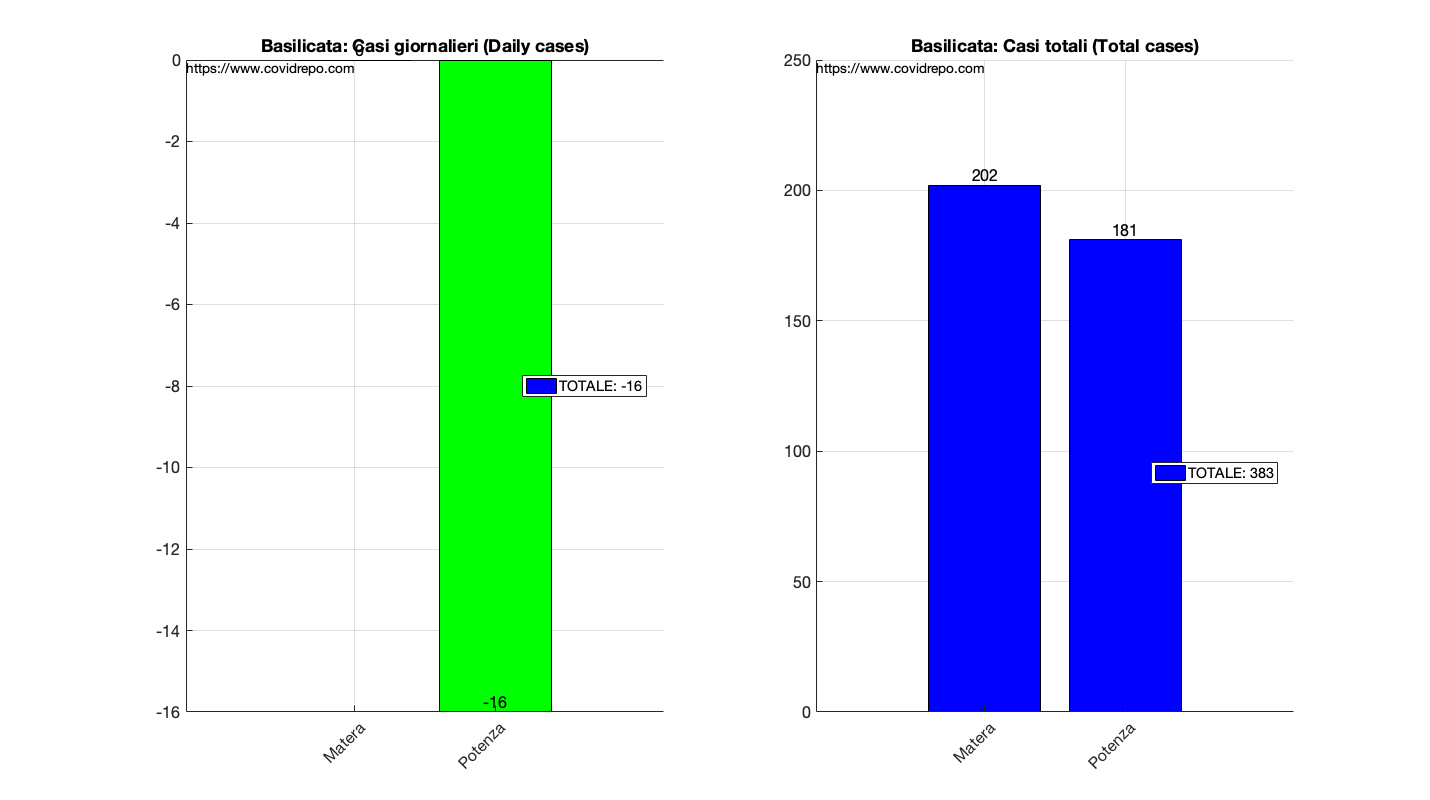 Basilicata: Casi giornalieri (Daily cases)
0
https://www.covidrepo.com
0
-2
-4
-6
-8
-10
-12
-14
-16
TOTALE: -16
-16
Matera
Potenza
Basilicata: Casi totali (Total cases)
https://www.covidrepo.com
250
200
150
100
50
0
202
181
TOTALE: 383
Matera
Potenza